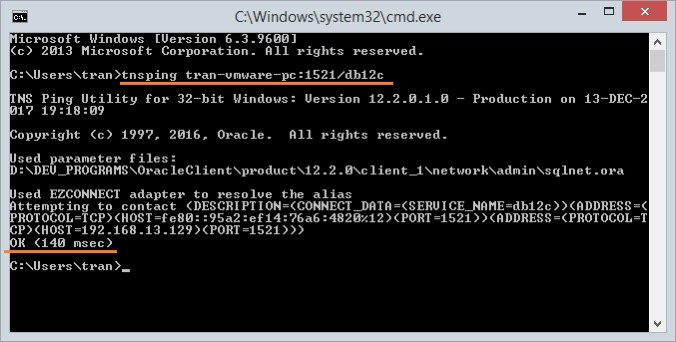 C:\Windows\system32\cmd.exe
Microsoft Windows [Version 6.3.9600]
(c) 2013 Microsoft Corporation. All rights reserved.
C:\Users\tran>tnsping tran-vmware-pc:1521/db12c
TNS Ping Utility for 32-bit Windows: Version 12.2.0.1.0 - Production on 13-DEC-2
017 19:18:09
Copyright (c) 1997, 2016, Oracle.  All rights reserved.
Used parameter files:
D:\DEV_PROGRAMS\OracleClient\product\12.2.0\client_1\network\admin\sqlnet.ora
Used EZCONNECT adapter to resolve the alias
Attempting to contact (DESCRIPTION=(CONNECT_DATA=(SERVICE_NAME=db12c))(ADDRESS=(
PROTOCOL=TCP)(HOST=fe80::95a2:ef14:76a6:4820%12)(PORT=1521))(ADDRESS=(PROTOCOL=T
CP)(HOST=192.168.13.129)(PORT=1521)))
OK (140 msec)
C:\Users\tran>_